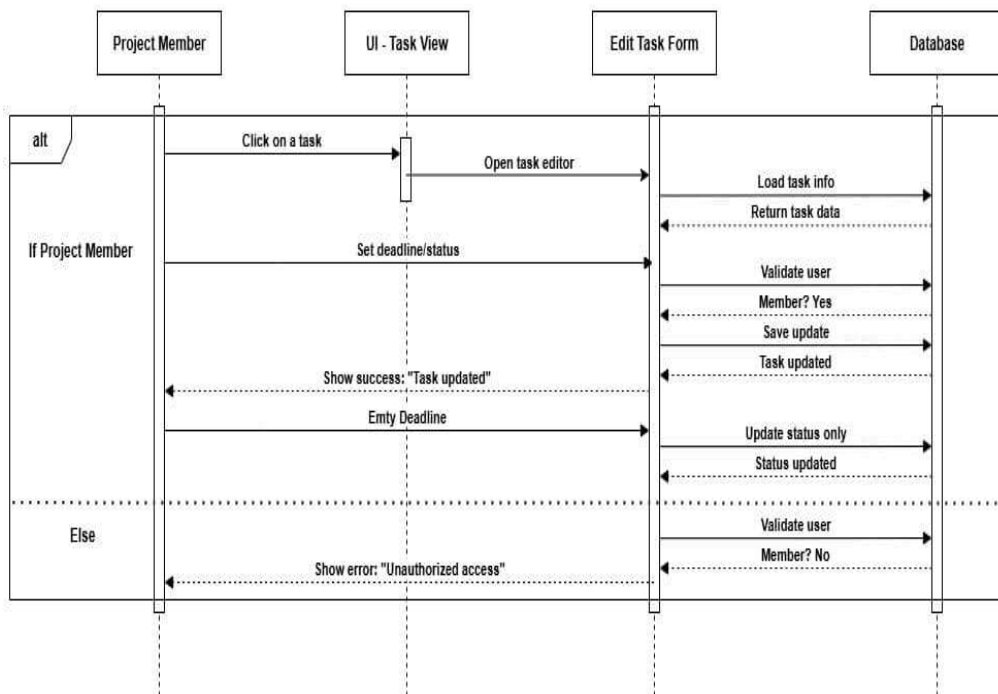 Project Member
UI - Task View
Edit Task Form
Database
alt
Click on a task
Open task editor
Load task info
Return task data
If Project Member
Set deadline/status
Validate user
Member? Yes
Save update
Task updated
Show success: "Task updated"
Emty Deadline
Update status only
Status updated
Else
Validate user
Member? No
Show error: "Unauthorized access"